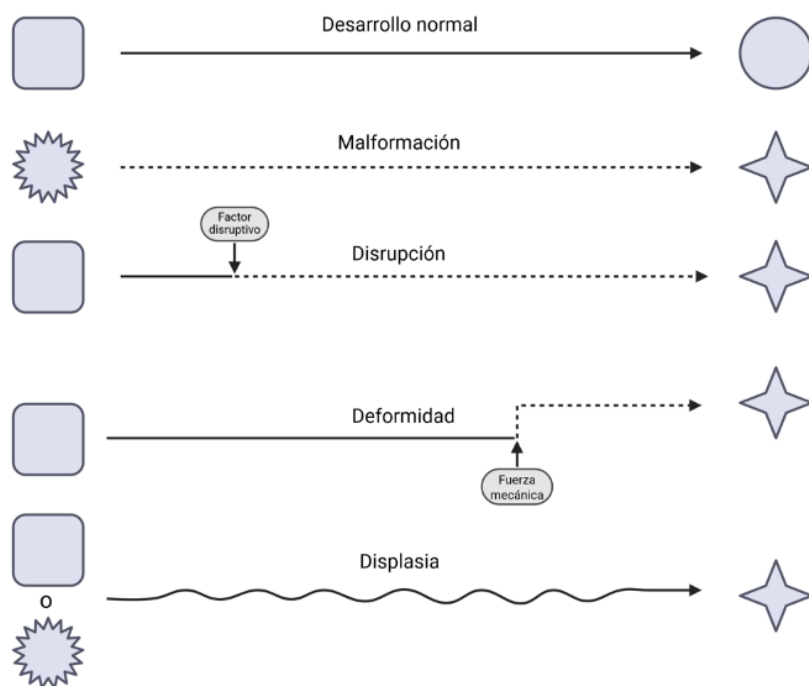 Desarrollo normal
Malformación
Factor
disruptivo
Disrupción
Deformidad
Fuerza
mecánica
Displasia
o